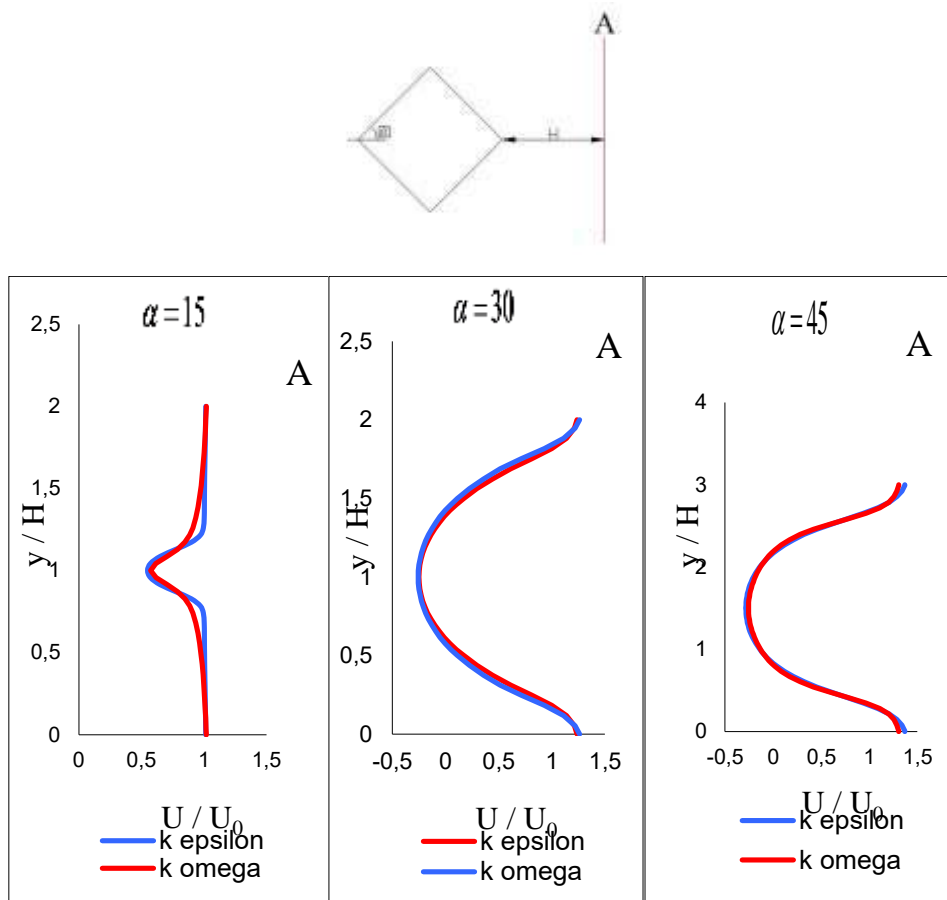 A
H
α=15
2,5
A
2
1,5
y / H
1
0,5
0
0 0,5 1 1,5
U / U0
k epsilon
k omega
α=30
2,5
A
2
1,5
y / H
1
0,5
0
-0,5 0 0,5 1 1,5
U / U0
k epsilon
k omega
α=45
A
4
3
y / H
2
1
0
-0,5 0 0,5 1 1,5
U / U0
k epsilon
k omega